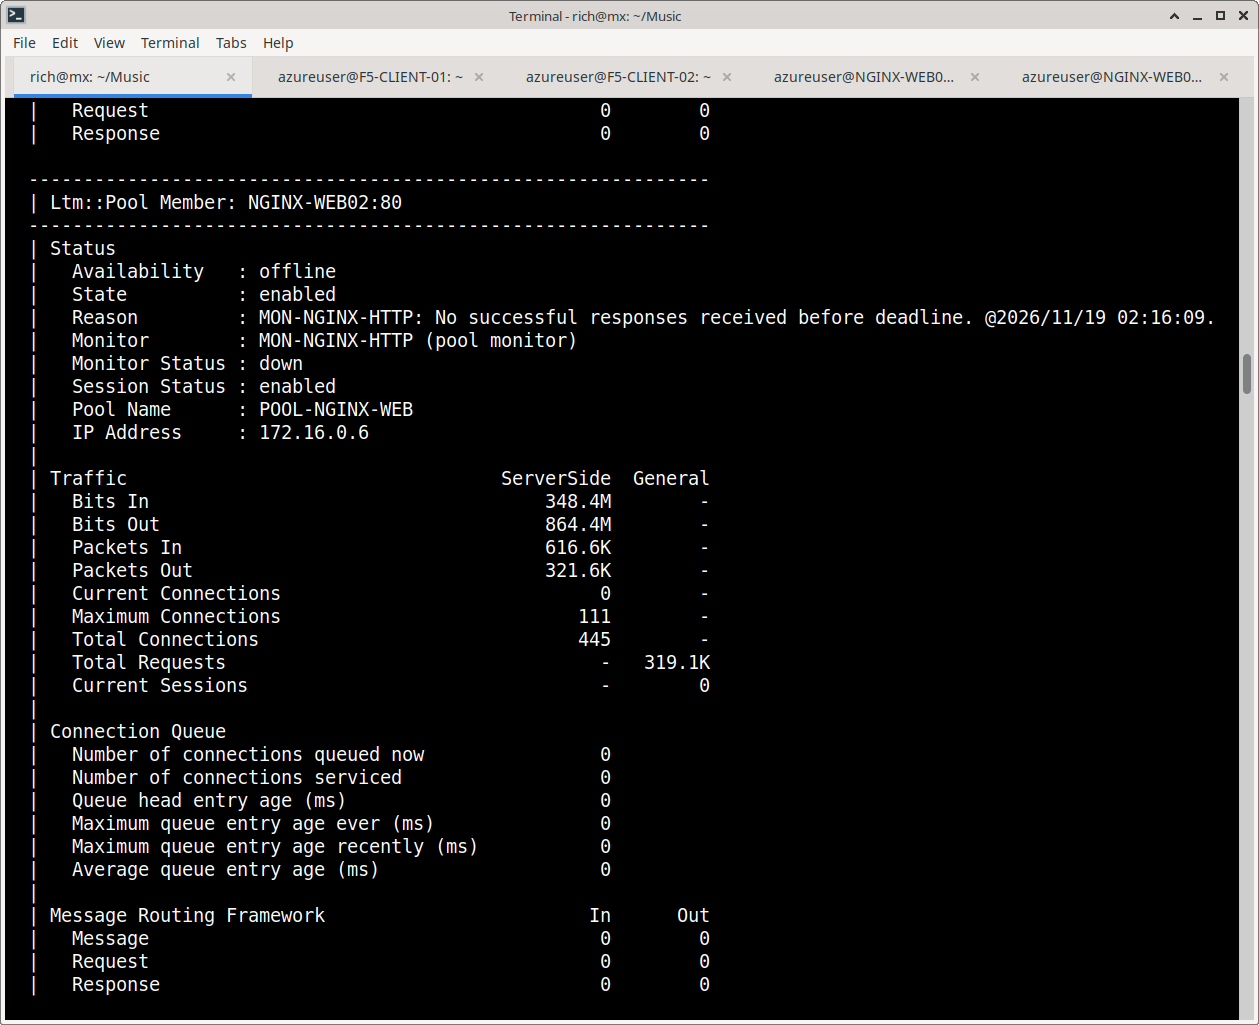 Terminal - rich@mx: ~/Music
File Edit View Terminal Tabs Help
rich@mx: ~/Music azureuser@F5-CLIENT-01: ~ azureuser@F5-CLIENT-02: ~ azureuser@NGINX-WEB0... azureuser@NGINX-WEB0...
|   Request                                         0        0
|   Response                                        0        0
--------------------------------------------------------------
| Ltm::Pool Member: NGINX-WEB02:80
--------------------------------------------------------------
| Status
|   Availability   : offline
|   State          : enabled
|   Reason         : MON-NGINX-HTTP: No successful responses received before deadline. @2026/11/19 02:16:09.
|   Monitor        : MON-NGINX-HTTP (pool monitor)
|   Monitor Status : down
|   Session Status : enabled
|   Pool Name      : POOL-NGINX-WEB
|   IP Address     : 172.16.0.6
|
| Traffic                                  ServerSide  General
|   Bits In                                    348.4M        -
|   Bits Out                                   864.4M        -
|   Packets In                                 616.6K        -
|   Packets Out                                321.6K        -
|   Current Connections                             0        -
|   Maximum Connections                           111        -
|   Total Connections                             445        -
|   Total Requests                                  -   319.1K
|   Current Sessions                                -        0
|
| Connection Queue
|   Number of connections queued now                0
|   Number of connections serviced                  0
|   Queue head entry age (ms)                       0
|   Maximum queue entry age ever (ms)               0
|   Maximum queue entry age recently (ms)           0
|   Average queue entry age (ms)                    0
|
| Message Routing Framework                        In      Out
|   Message                                         0        0
|   Request                                         0        0
|   Response                                        0        0